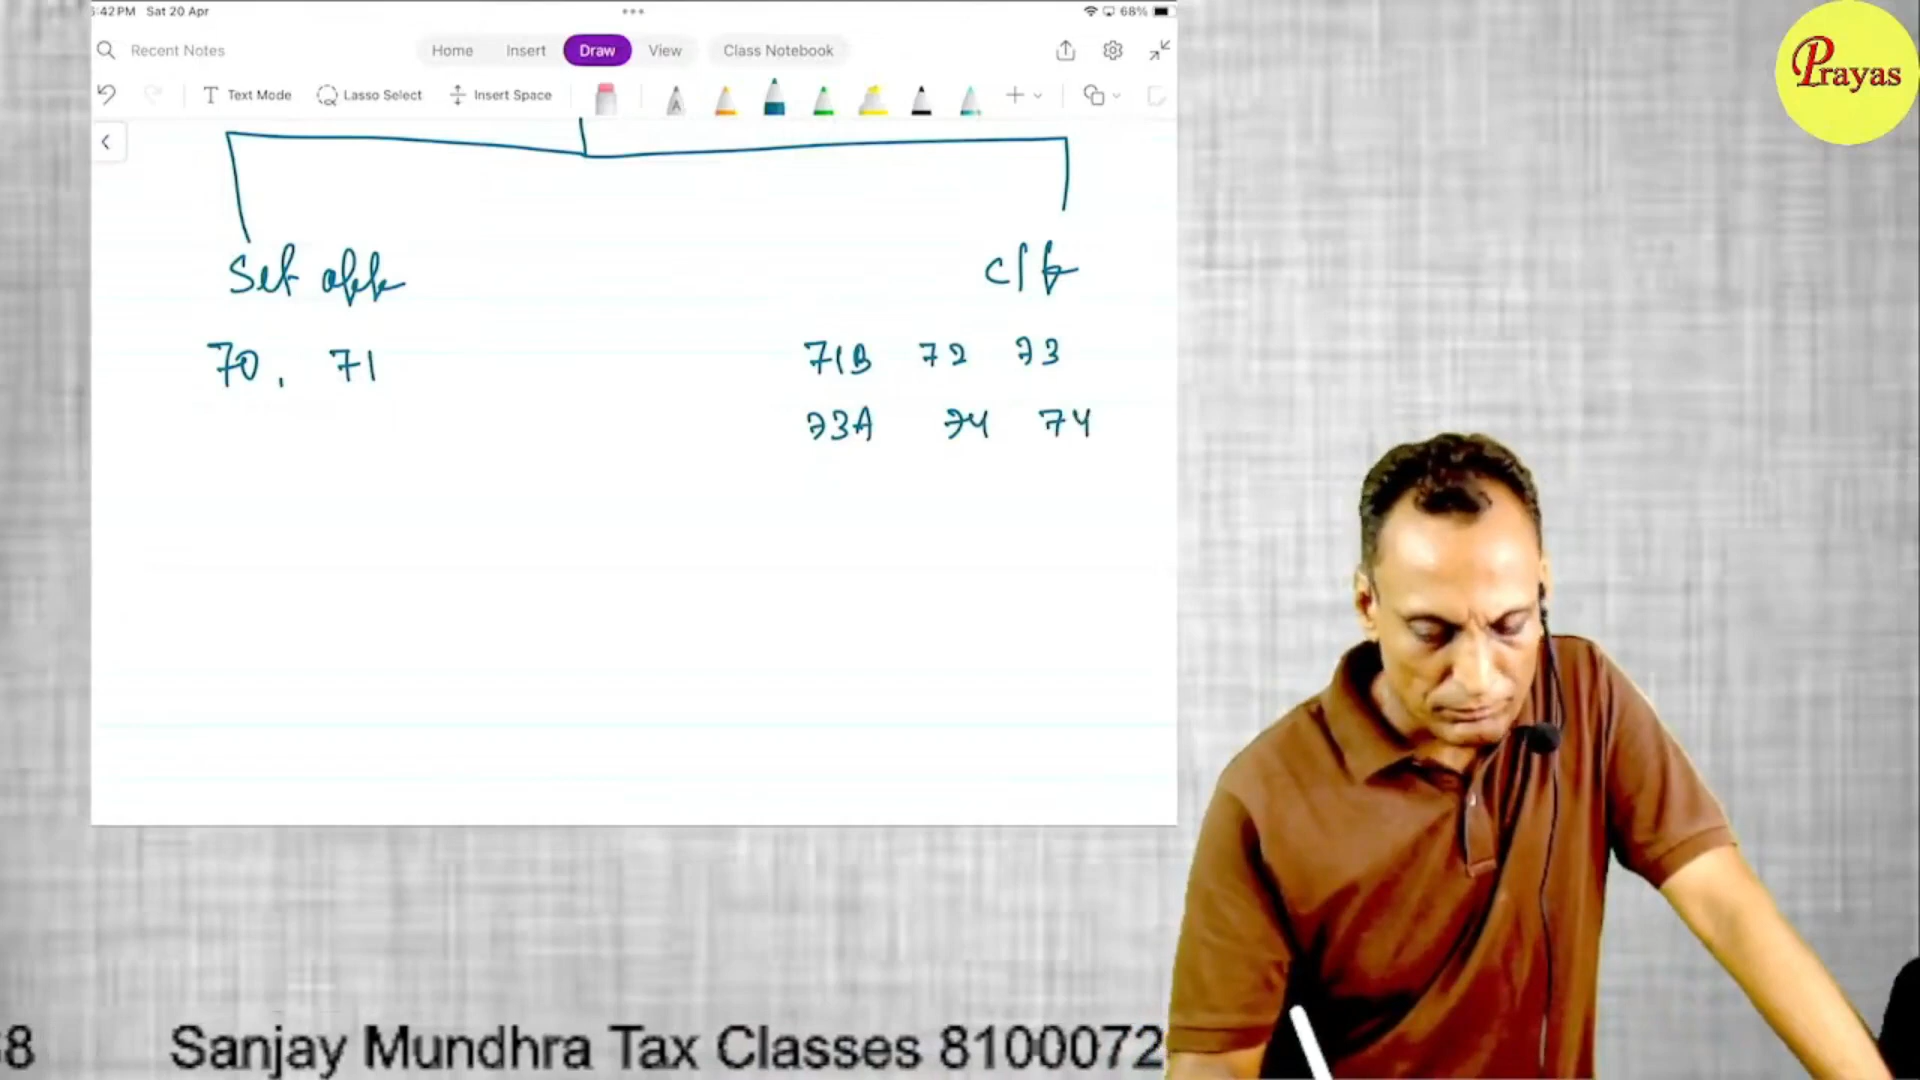 5:42 PM Sat 20 Apr
68%
Prayas
Recent Notes
Home Insert Draw View Class Notebook
Text Mode Lasso Select Insert Space
Set off
c/f
70, 71
71B 72 73
73A 74 74
8 Sanjay Mundhra Tax Classes 8100072